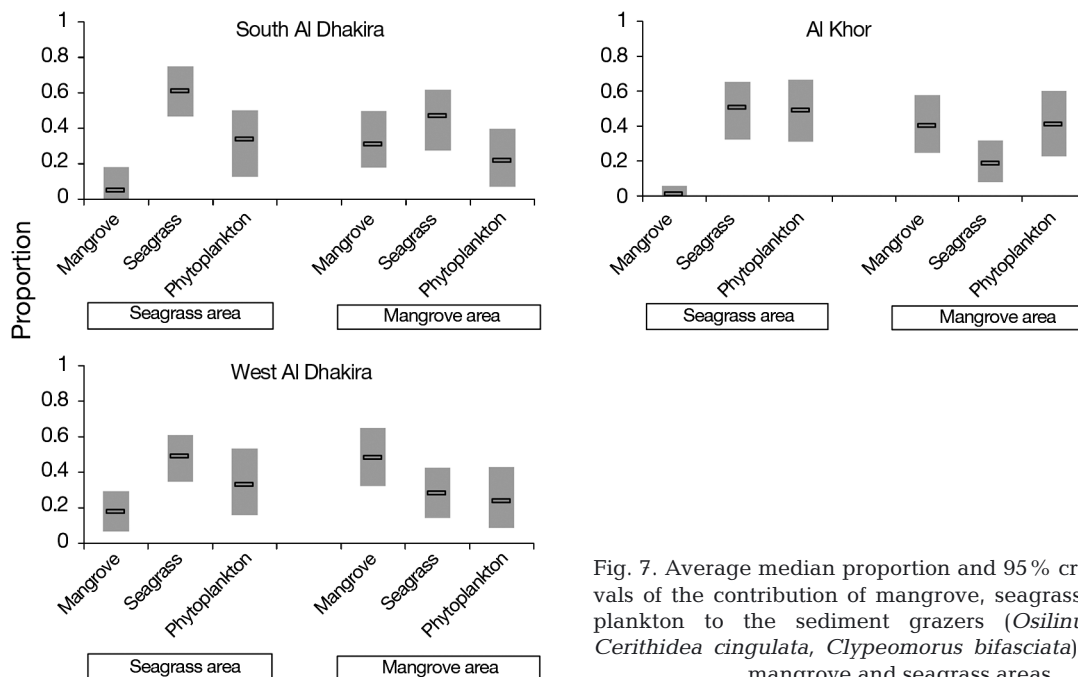 South Al Dhakira
1
0.8
0.6
0.4
0.2
0
Mangrove
Seagrass
Phytoplankton
Mangrove
Seagrass
Phytoplankton
Seagrass area
Mangrove area
Al Khor
1
0.8
0.6
0.4
0.2
0
Mangrove
Seagrass
Phytoplankton
Mangrove
Seagrass
Phytoplankton
Seagrass area
Mangrove area
Proportion
West Al Dhakira
1
0.8
0.6
0.4
0.2
0
Mangrove
Seagrass
Phytoplankton
Mangrove
Seagrass
Phytoplankton
Seagrass area
Mangrove area
Fig. 7. Average median proportion and 95% cr
vals of the contribution of mangrove, seagrass
plankton to the sediment grazers (Osilinu
Cerithidea cingulata, Clypeomorus bifasciata)
mangrove and seagrass areas